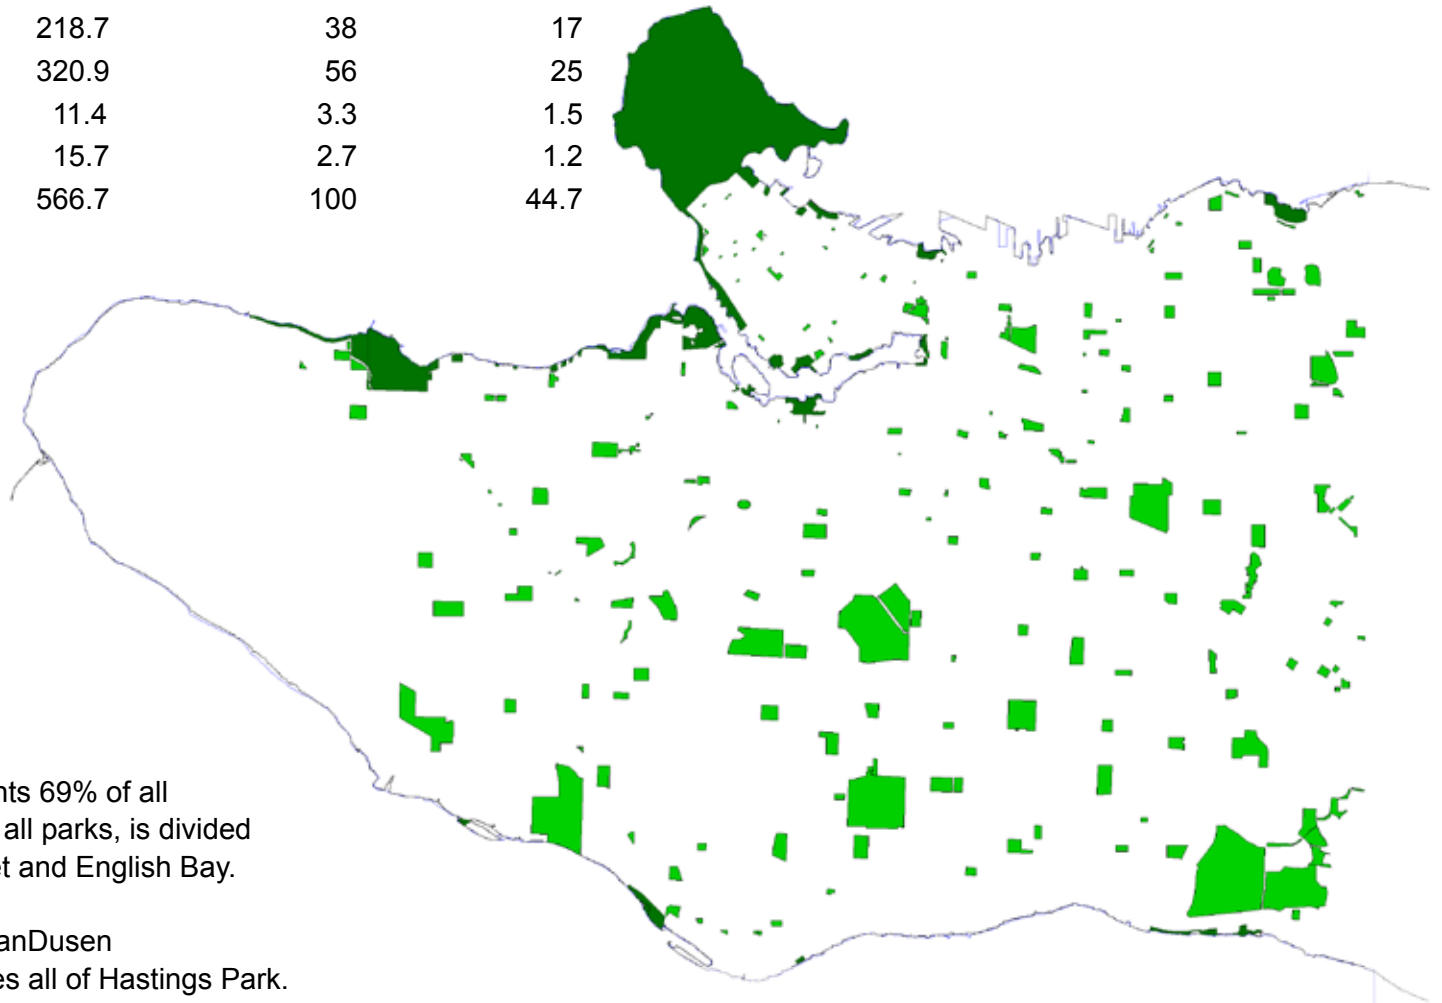 218.7 38 17
320.9 56 25
11.4 3.3 1.5
15.7 2.7 1.2
566.7 100 44.7
nts 69% of all
all parks, is divided
et and English Bay.
anDusen
es all of Hastings Park.